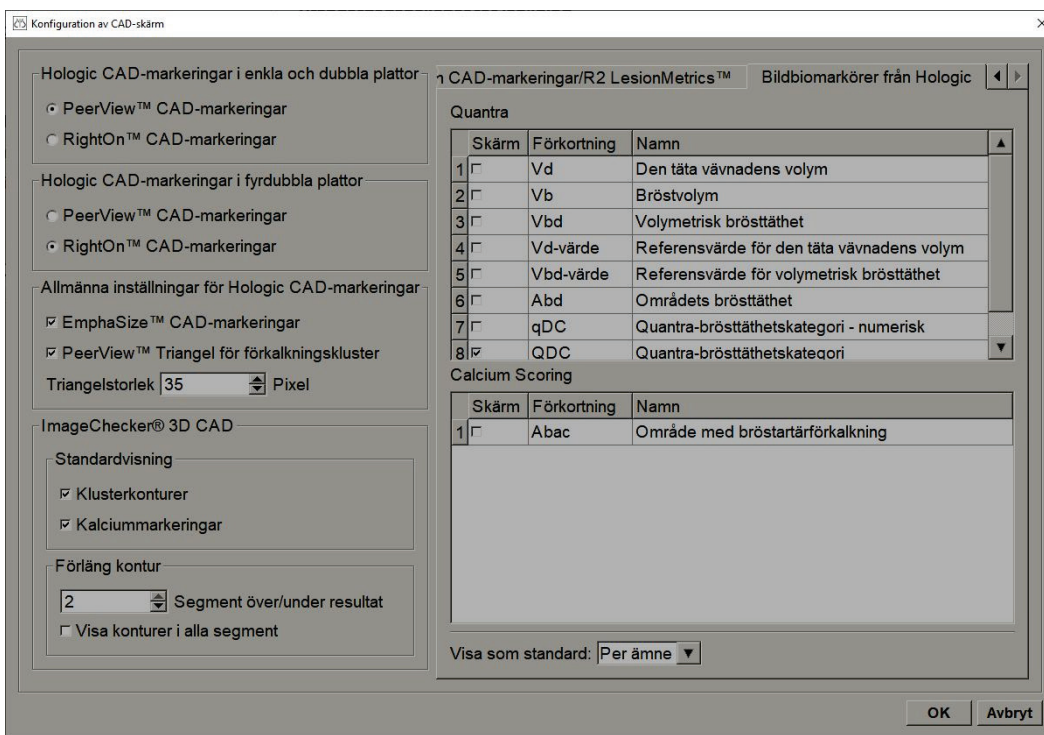 Konfiguration av CAD-skärm
Hologic CAD-markeringar i enkla och dubbla plattor
PeerView™ CAD-markeringar
RightOn™ CAD-markeringar
Hologic CAD-markeringar i fyrdubbla plattor
PeerView™ CAD-markeringar
RightOn™ CAD-markeringar
Allmänna inställningar för Hologic CAD-markeringar
EmphaSize™ CAD-markeringar
PeerView™ Triangel för förkalkningskluster
Triangelstorlek 35 Pixel
ImageChecker® 3D CAD
Standardvisning
Klusterkonturer
Kalciummarkeringar
Förläng kontur
2 Segment över/under resultat
Visa konturer i alla segment
CAD-markeringar/R2 LesionMetrics™ Bildbiomarkörer från Hologic
Quantra
Skärm Förkortning Namn
1 Vd Den täta vävnadens volym
2 Vb Bröstvolym
3 Vbd Volymetrisk brösttäthet
4 Vd-värde Referensvärde för den täta vävnadens volym
5 Vbd-värde Referensvärde för volymetrisk brösttäthet
6 Abd Områdets brösttäthet
7 qDC Quantra-brösttäthetskategori - numerisk
8 QDC Quantra-brösttäthetskategori
Calcium Scoring
Skärm Förkortning Namn
1 Abac Område med bröstartärförkalkning
Visa som standard: Per ämne
OK Avbryt